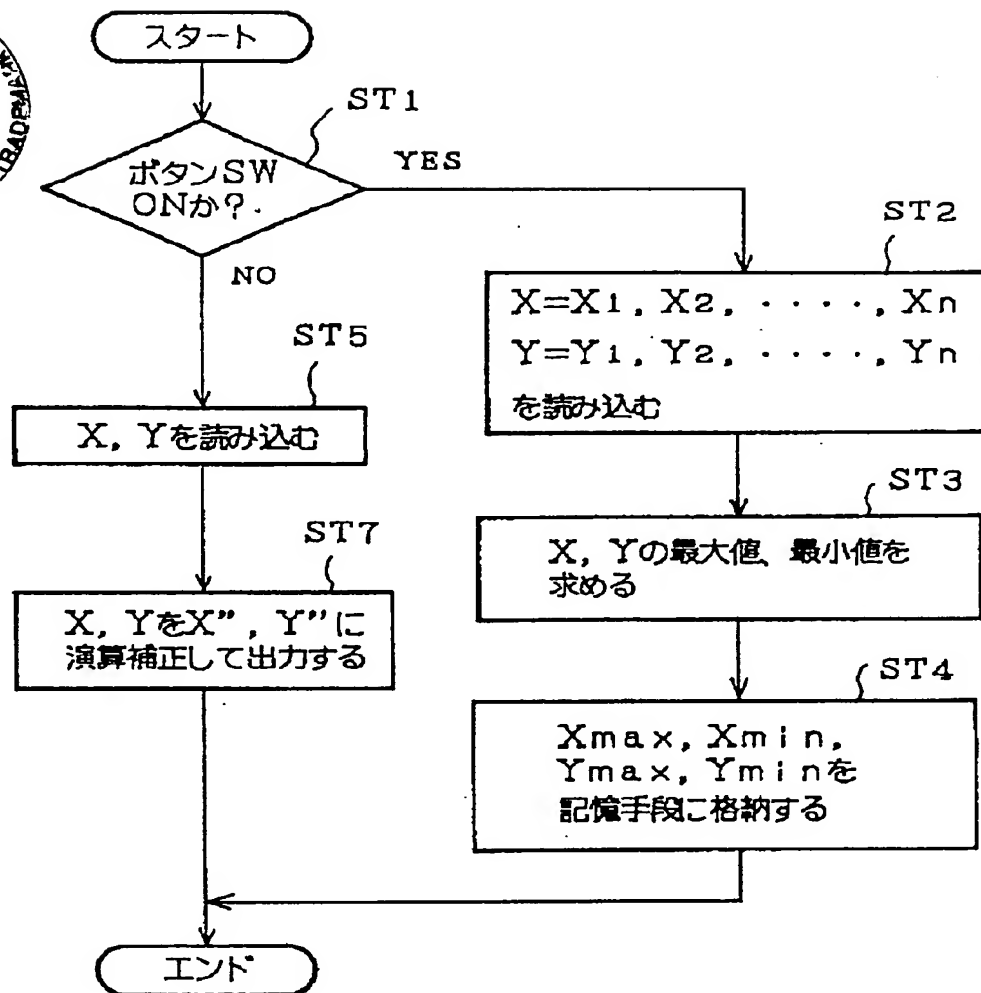 スタート
ST1
ボタンSW
ONか?
YES
NO
ST2
X=X1, X2, ・・・・, Xn
Y=Y1, Y2, ・・・・, Yn
を読み込む
ST5
X, Yを読み込む
ST3
X, Yの最大値、最小値を
求める
ST7
X, YをX”, Y”に
演算補正して出力する
ST4
Xmax, Xmin,
Ymax, Yminを
記憶手段に格納する
エンド